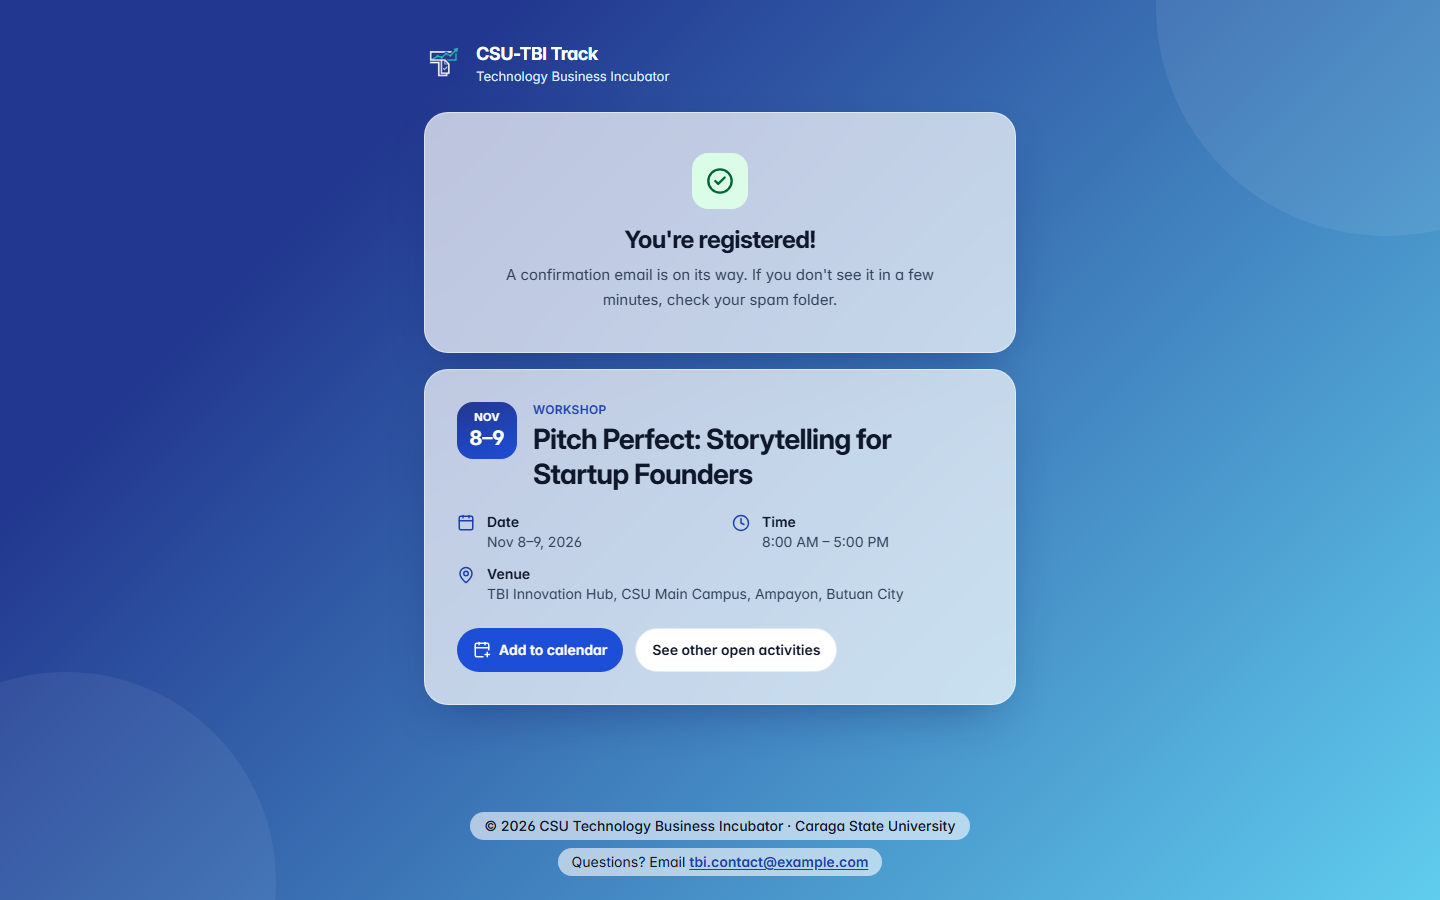 CSU-TBI Track
Technology Business Incubator
You're registered!
A confirmation email is on its way. If you don't see it in a few
minutes, check your spam folder.
NOV
8–9
WORKSHOP
Pitch Perfect: Storytelling for
Startup Founders
Date
Nov 8–9, 2026
Time
8:00 AM – 5:00 PM
Venue
TBI Innovation Hub, CSU Main Campus, Ampayon, Butuan City
Add to calendar
See other open activities
© 2026 CSU Technology Business Incubator · Caraga State University
Questions? Email tbi.contact@example.com